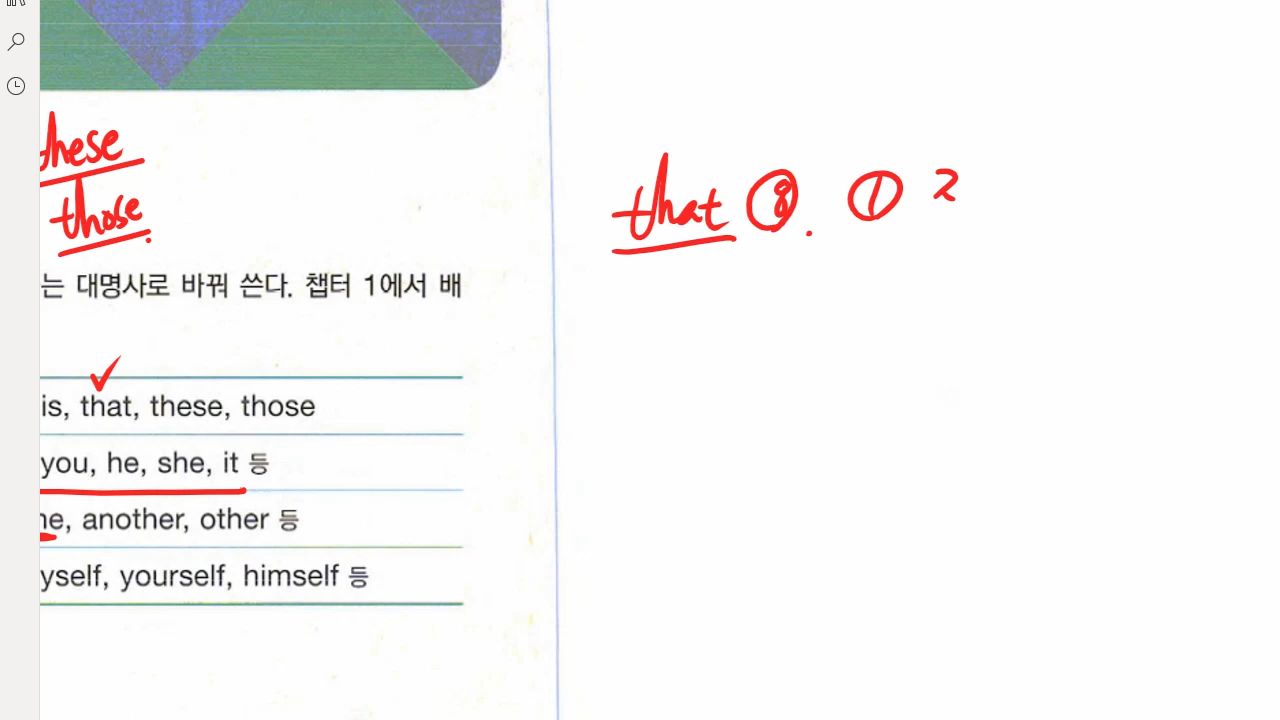 these
those
that ⑧. ① 2
는 대명사로 바꿔 쓴다. 챕터 1에서 배
is, that, these, those
you, he, she, it 등
ne, another, other 등
yself, yourself, himself 등